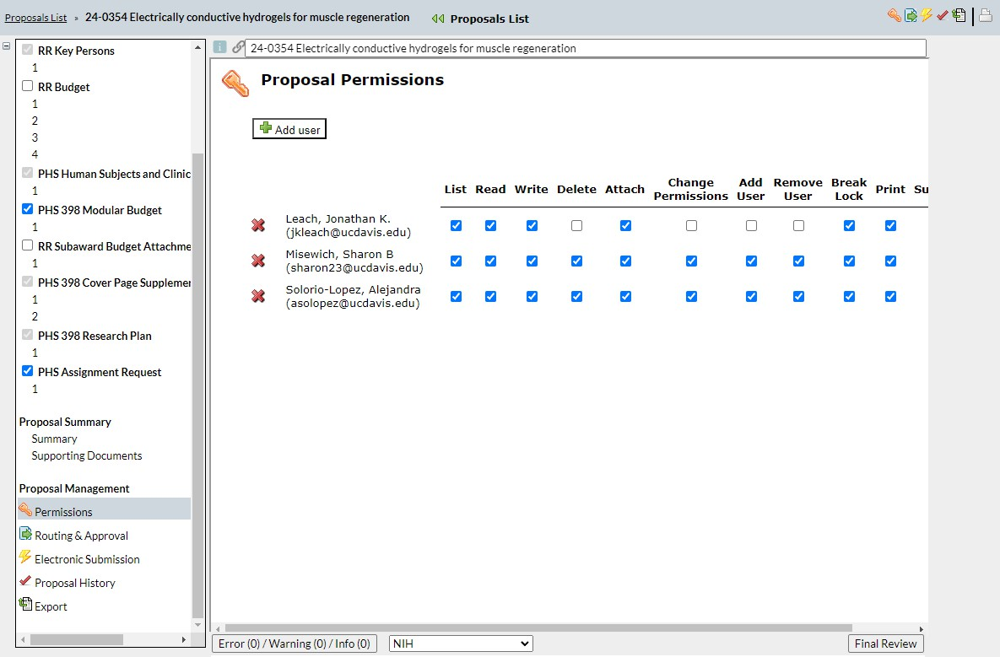 Proposals List » 24-0354 Electrically conductive hydrogels for muscle regeneration Proposals List
24-0354 Electrically conductive hydrogels for muscle regeneration
RR Key Persons
1
RR Budget
1
2
3
4
PHS Human Subjects and Clinic
1
PHS 398 Modular Budget
1
RR Subaward Budget Attachme
1
PHS 398 Cover Page Supplemen
1
2
PHS 398 Research Plan
1
PHS Assignment Request
1
Proposal Summary
Summary
Supporting Documents
Proposal Management
Permissions
Routing & Approval
Electronic Submission
Proposal History
Export
Proposal Permissions
Add user
List Read Write Delete Attach Change Permissions Add User Remove User Break Lock Print Su
Leach, Jonathan K.
(jkleach@ucdavis.edu)
Misewich, Sharon B
(sharon23@ucdavis.edu)
Solorio-Lopez, Alejandra
(asolopez@ucdavis.edu)
Error (0) / Warning (0) / Info (0) NIH Final Review